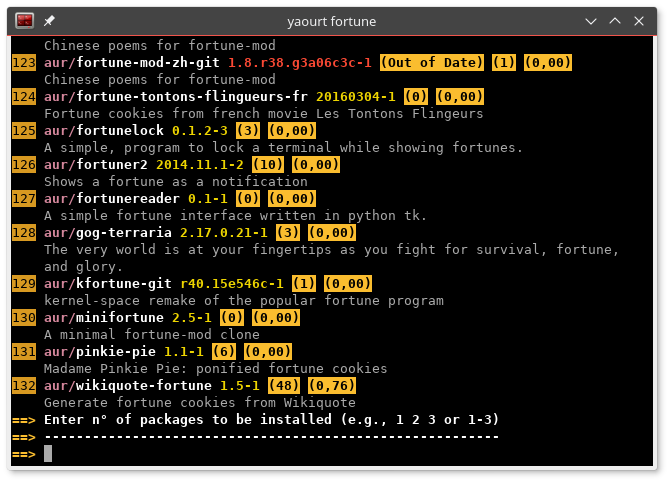 yaourt fortune
Chinese poems for fortune-mod
123 aur/fortune-mod-zh-git 1.8.r38.g3a06c3c-1 (Out of Date) (1) (0,00)
Chinese poems for fortune-mod
124 aur/fortune-tontons-flingueurs-fr 20160304-1 (0) (0,00)
Fortune cookies from french movie Les Tontons Flingeurs
125 aur/fortunelock 0.1.2-3 (3) (0,00)
A simple, program to lock a terminal while showing fortunes.
126 aur/fortuner2 2014.11.1-2 (10) (0,00)
Shows a fortune as a notification
127 aur/fortunereader 0.1-1 (0) (0,00)
A simple fortune interface written in python tk.
128 aur/gog-terraria 2.17.0.21-1 (3) (0,00)
The very world is at your fingertips as you fight for survival, fortune,
and glory.
129 aur/kfortune-git r40.15e546c-1 (1) (0,00)
kernel-space remake of the popular fortune program
130 aur/minifortune 2.5-1 (0) (0,00)
A minimal fortune-mod clone
131 aur/pinkie-pie 1.1-1 (6) (0,00)
Madame Pinkie Pie: ponified fortune cookies
132 aur/wikiquote-fortune 1.5-1 (48) (0,76)
Generate fortune cookies from Wikiquote
==> Enter n° of packages to be installed (e.g., 1 2 3 or 1-3)
==> ---------------------------------------------------------
==>